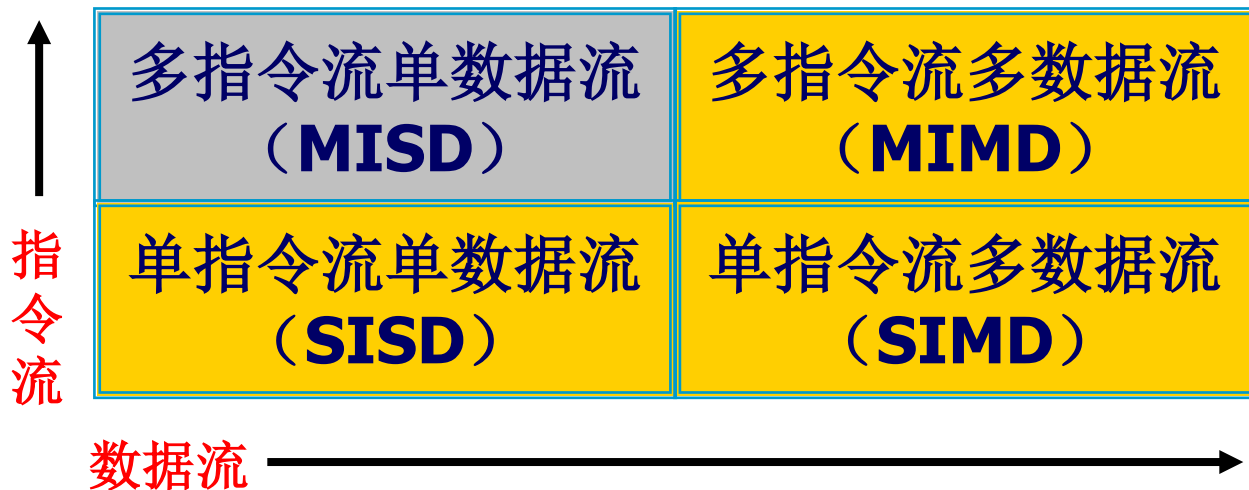 多指令流单数据流
（MISD）
多指令流多数据流
（MIMD）
单指令流单数据流
（SISD）
单指令流多数据流
（SIMD）
指令流
数据流